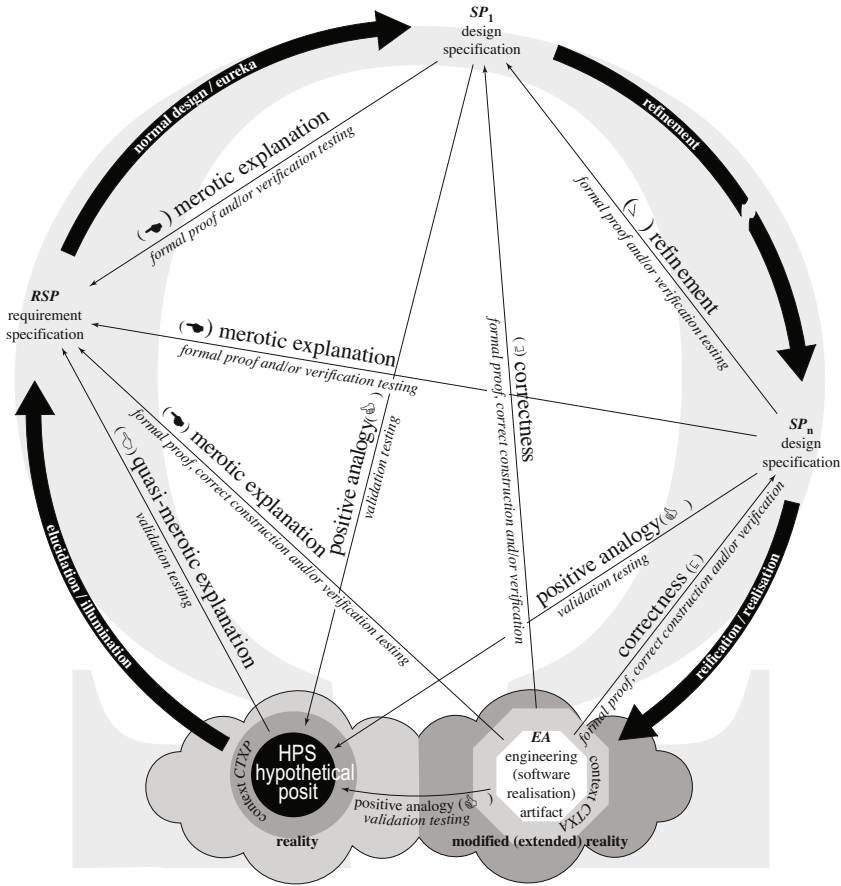 SP1
design
specification
normal design / eureka
refinement
(☚) merotic explanation
formal proof and/or verification testing
(√) refinement
formal proof and/or verification testing
RSP
requirement
specification
(☚) merotic explanation
formal proof and/or verification testing
(⊆) correctness
formal proof, correct construction and/or verification
SPn
design
specification
(☚) merotic explanation
formal proof, correct construction and/or verification testing
positive analogy()
validation testing
quasi-merotic explanation
validation testing
positive analogy()
validation testing
correctness (⊆)
formal proof, correct construction and/or verification
elucidation / illumination
reification / realisation
HPS
hypothetical
posit
context CTXP
EA
engineering
(software
realisation)
artifact
context CTXA
positive analogy ()
validation testing
reality
modified (extended) reality